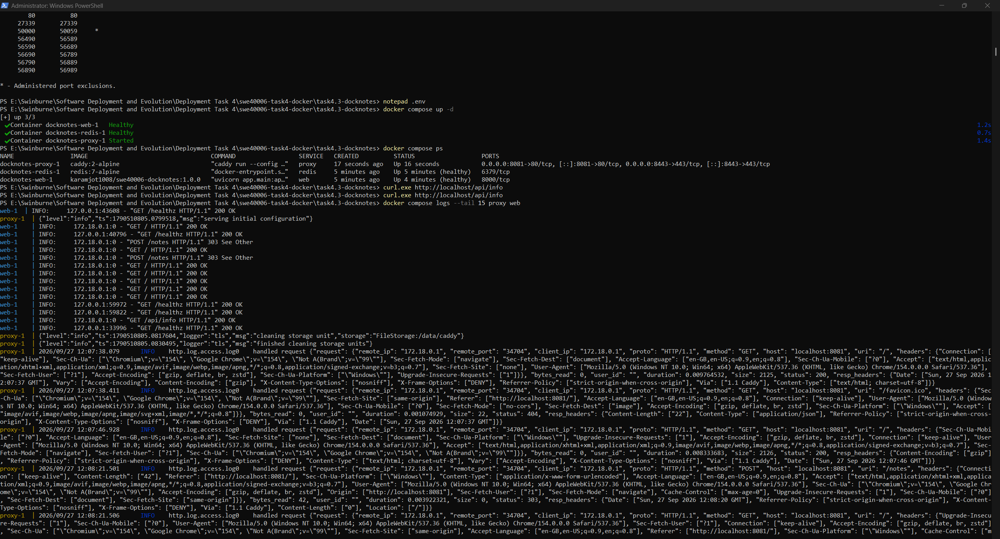 Administrator: Windows PowerShell
80 80
27339 27339
50000 50059 *
56490 56589
56590 56689
56690 56789
56790 56889
56890 56989
* - Administered port exclusions.
PS E:\Swinburne\Software Deployment and Evolution\Deployment Task 4\swe40006-task4-docker\task4.3-docknotes> notepad .env
PS E:\Swinburne\Software Deployment and Evolution\Deployment Task 4\swe40006-task4-docker\task4.3-docknotes> docker compose up -d
[+] up 3/3
✔Container docknotes-web-1 Healthy 1.2s
✔Container docknotes-redis-1 Healthy 0.7s
✔Container docknotes-proxy-1 Started 1.4s
PS E:\Swinburne\Software Deployment and Evolution\Deployment Task 4\swe40006-task4-docker\task4.3-docknotes> docker compose ps
NAME IMAGE COMMAND SERVICE CREATED STATUS PORTS
docknotes-proxy-1 caddy:2-alpine "caddy run --config …" proxy 17 seconds ago Up 16 seconds 0.0.0.0:8081->80/tcp, [::]:8081->80/tcp, 0.0.0.0:8443->443/tcp, [::]:8443->443/tcp
docknotes-redis-1 redis:7-alpine "docker-entrypoint.s…" redis 5 minutes ago Up 5 minutes (healthy) 6379/tcp
docknotes-web-1 karamjot1008/swe40006-docknotes:1.0.0 "uvicorn app.main:ap…" web 5 minutes ago Up 4 minutes (healthy) 8000/tcp
PS E:\Swinburne\Software Deployment and Evolution\Deployment Task 4\swe40006-task4-docker\task4.3-docknotes> curl.exe http://localhost/api/info
PS E:\Swinburne\Software Deployment and Evolution\Deployment Task 4\swe40006-task4-docker\task4.3-docknotes> curl.exe http://localhost/api/info
PS E:\Swinburne\Software Deployment and Evolution\Deployment Task 4\swe40006-task4-docker\task4.3-docknotes> docker compose logs --tail 15 proxy web
web-1 | INFO: 127.0.0.1:43608 - "GET /healthz HTTP/1.1" 200 OK
proxy-1 | {"level":"info","ts":1790510805.0799518,"msg":"serving initial configuration"}
web-1 | INFO: 172.18.0.1:0 - "GET / HTTP/1.1" 200 OK
web-1 | INFO: 127.0.0.1:40796 - "GET /healthz HTTP/1.1" 200 OK
web-1 | INFO: 172.18.0.1:0 - "POST /notes HTTP/1.1" 303 See Other
web-1 | INFO: 172.18.0.1:0 - "GET / HTTP/1.1" 200 OK
web-1 | INFO: 172.18.0.1:0 - "POST /notes HTTP/1.1" 303 See Other
web-1 | INFO: 172.18.0.1:0 - "GET / HTTP/1.1" 200 OK
web-1 | INFO: 172.18.0.1:0 - "GET / HTTP/1.1" 200 OK
web-1 | INFO: 172.18.0.1:0 - "GET / HTTP/1.1" 200 OK
web-1 | INFO: 172.18.0.1:0 - "GET / HTTP/1.1" 200 OK
web-1 | INFO: 172.18.0.1:0 - "GET / HTTP/1.1" 200 OK
web-1 | INFO: 127.0.0.1:59972 - "GET /healthz HTTP/1.1" 200 OK
web-1 | INFO: 127.0.0.1:59822 - "GET /healthz HTTP/1.1" 200 OK
web-1 | INFO: 172.18.0.1:0 - "GET /api/info HTTP/1.1" 200 OK
web-1 | INFO: 127.0.0.1:33996 - "GET /healthz HTTP/1.1" 200 OK
proxy-1 | {"level":"info","ts":1790510805.0817604,"logger":"tls","msg":"cleaning storage unit","storage":"FileStorage:/data/caddy"}
proxy-1 | {"level":"info","ts":1790510805.0830495,"logger":"tls","msg":"finished cleaning storage units"}
proxy-1 | 2026/09/27 12:07:38.079 INFO http.log.access.log0 handled request {"request": {"remote_ip": "172.18.0.1", "remote_port": "34704", "client_ip": "172.18.0.1", "proto": "HTTP/1.1", "method": "GET", "host": "localhost:8081", "uri": "/", "headers": {"Connection": [
"keep-alive"], "Sec-Ch-Ua": ["\"Chromium\";v=\"154\", \"Google Chrome\";v=\"154\", \"Not A(Brand\";v=\"99\""], "Sec-Fetch-Mode": ["navigate"], "Sec-Fetch-Dest": ["document"], "Accept-Language": ["en-GB,en-US;q=0.9,en;q=0.8"], "Sec-Ch-Ua-Mobile": ["?0"], "Accept": ["text/html,applic
ation/xhtml+xml,application/xml;q=0.9,image/avif,image/webp,image/apng,*/*;q=0.8,application/signed-exchange;v=b3;q=0.7"], "Sec-Fetch-Site": ["none"], "User-Agent": ["Mozilla/5.0 (Windows NT 10.0; Win64; x64) AppleWebKit/537.36 (KHTML, like Gecko) Chrome/154.0.0.0 Safari/537.36"],
"Sec-Fetch-User": ["?1"], "Accept-Encoding": ["gzip, deflate, br, zstd"], "Sec-Ch-Ua-Platform": ["\"Windows\""], "Upgrade-Insecure-Requests": ["1"]}}, "bytes_read": 0, "user_id": "", "duration": 0.009764532, "size": 2125, "status": 200, "resp_headers": {"Date": ["Sun, 27 Sep 2026 1
2:07:37 GMT"], "Vary": ["Accept-Encoding"], "Content-Encoding": ["gzip"], "X-Content-Type-Options": ["nosniff"], "X-Frame-Options": ["DENY"], "Referrer-Policy": ["strict-origin-when-cross-origin"], "Via": ["1.1 Caddy"], "Content-Type": ["text/html; charset=utf-8"]}}
proxy-1 | 2026/09/27 12:07:38.411 INFO http.log.access.log0 handled request {"request": {"remote_ip": "172.18.0.1", "remote_port": "34704", "client_ip": "172.18.0.1", "proto": "HTTP/1.1", "method": "GET", "host": "localhost:8081", "uri": "/favicon.ico", "headers": {"Sec
-Ch-Ua": ["\"Chromium\";v=\"154\", \"Google Chrome\";v=\"154\", \"Not A(Brand\";v=\"99\""], "Sec-Fetch-Site": ["same-origin"], "Referer": ["http://localhost:8081/"], "Accept-Language": ["en-GB,en-US;q=0.9,en;q=0.8"], "Connection": ["keep-alive"], "User-Agent": ["Mozilla/5.0 (Window
s NT 10.0; Win64; x64) AppleWebKit/537.36 (KHTML, like Gecko) Chrome/154.0.0.0 Safari/537.36"], "Sec-Ch-Ua-Mobile": ["?0"], "Sec-Fetch-Mode": ["no-cors"], "Sec-Fetch-Dest": ["image"], "Accept-Encoding": ["gzip, deflate, br, zstd"], "Sec-Ch-Ua-Platform": ["\"Windows\""], "Accept": [
"image/avif,image/webp,image/apng,image/svg+xml,image/*,*/*;q=0.8"]}}, "bytes_read": 0, "user_id": "", "duration": 0.001074929, "size": 22, "status": 404, "resp_headers": {"Content-Length": ["22"], "Content-Type": ["application/json"], "Referrer-Policy": ["strict-origin-when-cross-
origin"], "X-Content-Type-Options": ["nosniff"], "X-Frame-Options": ["DENY"], "Via": ["1.1 Caddy"], "Date": ["Sun, 27 Sep 2026 12:07:37 GMT"]}}
proxy-1 | 2026/09/27 12:07:46.928 INFO http.log.access.log0 handled request {"request": {"remote_ip": "172.18.0.1", "remote_port": "34704", "client_ip": "172.18.0.1", "proto": "HTTP/1.1", "method": "GET", "host": "localhost:8081", "uri": "/", "headers": {"Sec-Ch-Ua-Mobi
le": ["?0"], "Accept-Language": ["en-GB,en-US;q=0.9,en;q=0.8"], "Sec-Fetch-Site": ["none"], "Sec-Fetch-Dest": ["document"], "Sec-Ch-Ua-Platform": ["\"Windows\""], "Upgrade-Insecure-Requests": ["1"], "Accept-Encoding": ["gzip, deflate, br, zstd"], "Connection": ["keep-alive"], "User
-Agent": ["Mozilla/5.0 (Windows NT 10.0; Win64; x64) AppleWebKit/537.36 (KHTML, like Gecko) Chrome/154.0.0.0 Safari/537.36"], "Accept": ["text/html,application/xhtml+xml,application/xml;q=0.9,image/avif,image/webp,image/apng,*/*;q=0.8,application/signed-exchange;v=b3;q=0.7"], "Sec-
Fetch-Mode": ["navigate"], "Sec-Fetch-User": ["?1"], "Sec-Ch-Ua": ["\"Chromium\";v=\"154\", \"Google Chrome\";v=\"154\", \"Not A(Brand\";v=\"99\""]}}, "bytes_read": 0, "user_id": "", "duration": 0.008333683, "size": 2126, "status": 200, "resp_headers": {"Content-Encoding": ["gzip"]
, "Referrer-Policy": ["strict-origin-when-cross-origin"], "X-Frame-Options": ["DENY"], "Content-Type": ["text/html; charset=utf-8"], "Vary": ["Accept-Encoding"], "X-Content-Type-Options": ["nosniff"], "Via": ["1.1 Caddy"], "Date": ["Sun, 27 Sep 2026 12:07:46 GMT"]}}
proxy-1 | 2026/09/27 12:08:21.501 INFO http.log.access.log0 handled request {"request": {"remote_ip": "172.18.0.1", "remote_port": "34704", "client_ip": "172.18.0.1", "proto": "HTTP/1.1", "method": "POST", "host": "localhost:8081", "uri": "/notes", "headers": {"Connecti
on": ["keep-alive"], "Content-Length": ["42"], "Referer": ["http://localhost:8081/"], "Sec-Ch-Ua-Platform": ["\"Windows\""], "Content-Type": ["application/x-www-form-urlencoded"], "Accept-Language": ["en-GB,en-US;q=0.9,en;q=0.8"], "Accept": ["text/html,application/xhtml+xml,applica
tion/xml;q=0.9,image/avif,image/webp,image/apng,*/*;q=0.8,application/signed-exchange;v=b3;q=0.7"], "User-Agent": ["Mozilla/5.0 (Windows NT 10.0; Win64; x64) AppleWebKit/537.36 (KHTML, like Gecko) Chrome/154.0.0.0 Safari/537.36"], "Sec-Ch-Ua": ["\"Chromium\";v=\"154\", \"Google Chr
ome\";v=\"154\", \"Not A(Brand\";v=\"99\""], "Accept-Encoding": ["gzip, deflate, br, zstd"], "Origin": ["http://localhost:8081"], "Sec-Fetch-User": ["?1"], "Sec-Fetch-Mode": ["navigate"], "Cache-Control": ["max-age=0"], "Upgrade-Insecure-Requests": ["1"], "Sec-Ch-Ua-Mobile": ["?0"]
, "Sec-Fetch-Dest": ["document"], "Sec-Fetch-Site": ["same-origin"]}}, "bytes_read": 42, "user_id": "", "duration": 0.003922321, "size": 0, "status": 303, "resp_headers": {"Date": ["Sun, 27 Sep 2026 12:08:20 GMT"], "Referrer-Policy": ["strict-origin-when-cross-origin"], "X-Content-
Type-Options": ["nosniff"], "X-Frame-Options": ["DENY"], "Via": ["1.1 Caddy"], "Content-Length": ["0"], "Location": ["/"]}}
proxy-1 | 2026/09/27 12:08:21.506 INFO http.log.access.log0 handled request {"request": {"remote_ip": "172.18.0.1", "remote_port": "34704", "client_ip": "172.18.0.1", "proto": "HTTP/1.1", "method": "GET", "host": "localhost:8081", "uri": "/", "headers": {"Upgrade-Insecu
re-Requests": ["1"], "Sec-Ch-Ua-Mobile": ["?0"], "User-Agent": ["Mozilla/5.0 (Windows NT 10.0; Win64; x64) AppleWebKit/537.36 (KHTML, like Gecko) Chrome/154.0.0.0 Safari/537.36"], "Sec-Fetch-User": ["?1"], "Connection": ["keep-alive"], "Accept-Encoding": ["gzip, deflate, br, zstd"]
, "Sec-Ch-Ua": ["\"Chromium\";v=\"154\", \"Google Chrome\";v=\"154\", \"Not A(Brand\";v=\"99\""], "Sec-Fetch-Site": ["same-origin"], "Accept-Language": ["en-GB,en-US;q=0.9,en;q=0.8"], "Referer": ["http://localhost:8081/"], "Sec-Ch-Ua-Platform": ["\"Windows\""], "Cache-Control": ["m